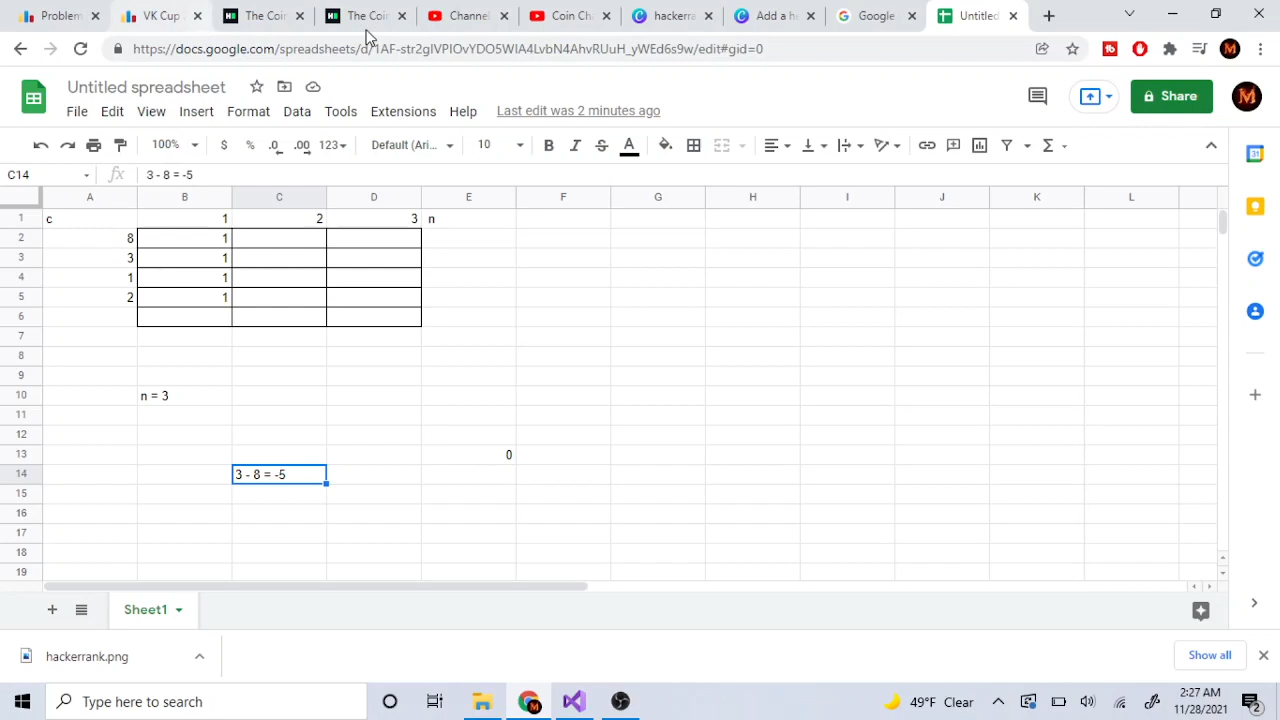 Problem
VK Cup
The Coin
The Coin
Channel
Coin Ch
hackerra
Add a h
Google
Untitled
https://docs.google.com/spreadsheets/d/1AF-str2gIVPIOvYDO5WIA4LvbN4AhvRUuH_yWEd6s9w/edit#gid=0
Untitled spreadsheet
File Edit View Insert Format Data Tools Extensions Help Last edit was 2 minutes ago
Share
100% $ % .0 .00 123 Default (Ari... 10 B I S A
C14 fx 3 - 8 = -5
A B C D E F G H I J K L
1 c 1 2 3 n
2 8 1
3 3 1
4 1 1
5 2 1
6
7
8
9
10 n = 3
11
12
13 0
14 3 - 8 = -5
15
16
17
18
19
Sheet1
hackerrank.png
Show all
Type here to search
49°F Clear
2:27 AM
11/28/2021
2